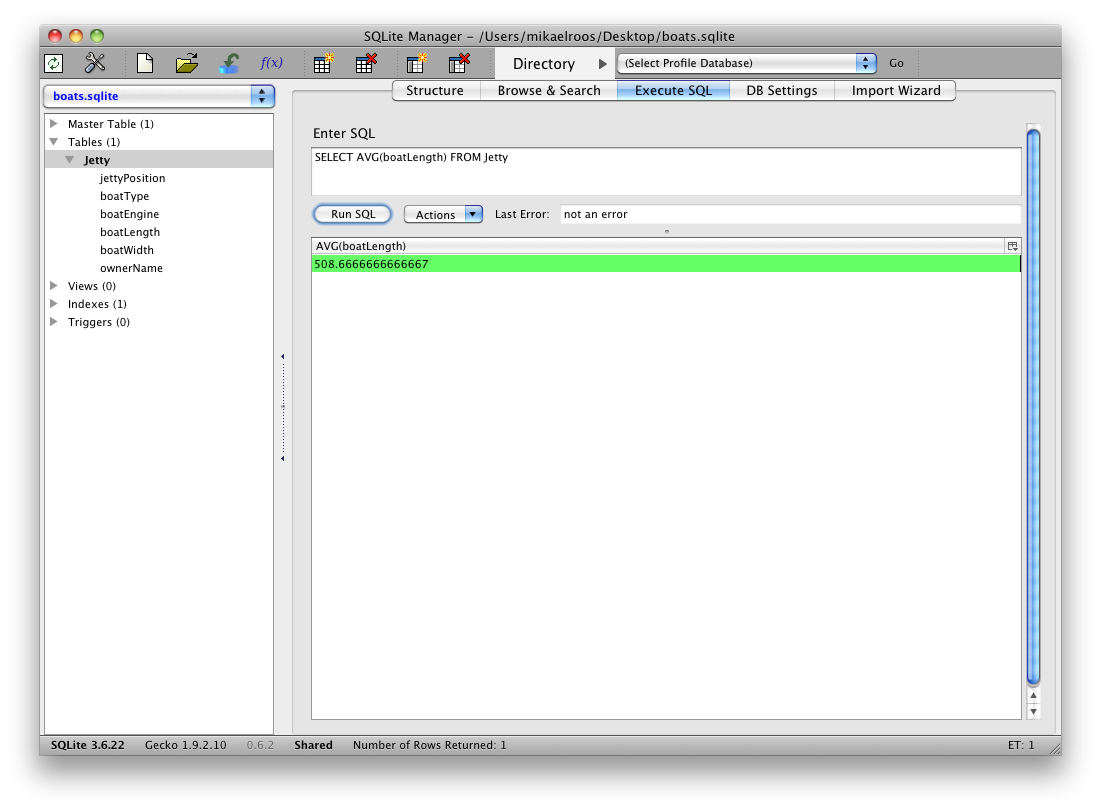 SQLite Manager - /Users/mikaelroos/Desktop/boats.sqlite
f(x)
Directory
(Select Profile Database)
Go
boats.sqlite
Structure
Browse & Search
Execute SQL
DB Settings
Import Wizard
Master Table (1)
Tables (1)
Jetty
jettyPosition
boatType
boatEngine
boatLength
boatWidth
ownerName
Views (0)
Indexes (1)
Triggers (0)
Enter SQL
SELECT AVG(boatLength) FROM Jetty
Run SQL
Actions
Last Error:
not an error
AVG(boatLength)
508.6666666666667
SQLite 3.6.22
Gecko 1.9.2.10
0.6.2
Shared
Number of Rows Returned: 1
ET: 1